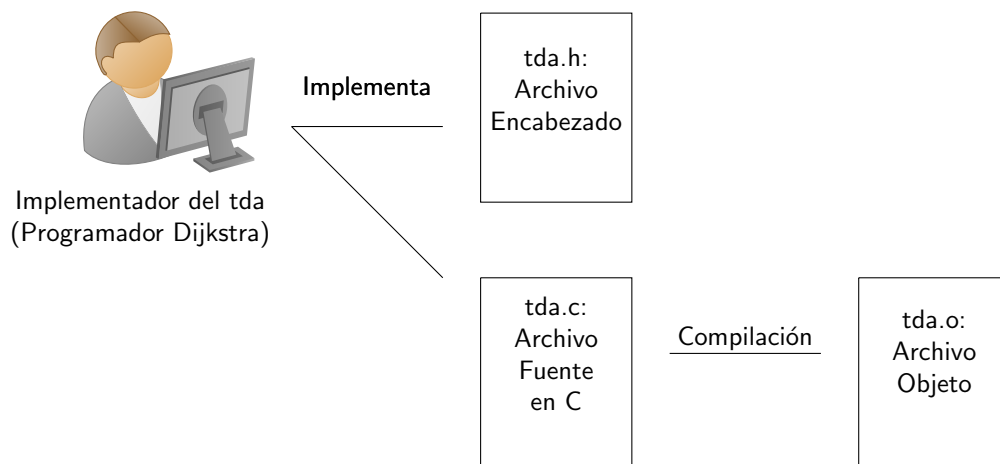 Implementa
tda.h:
Archivo
Encabezado
Implementador del tda
(Programador Dijkstra)
tda.c:
Archivo
Fuente
en C
Compilación
tda.o:
Archivo
Objeto